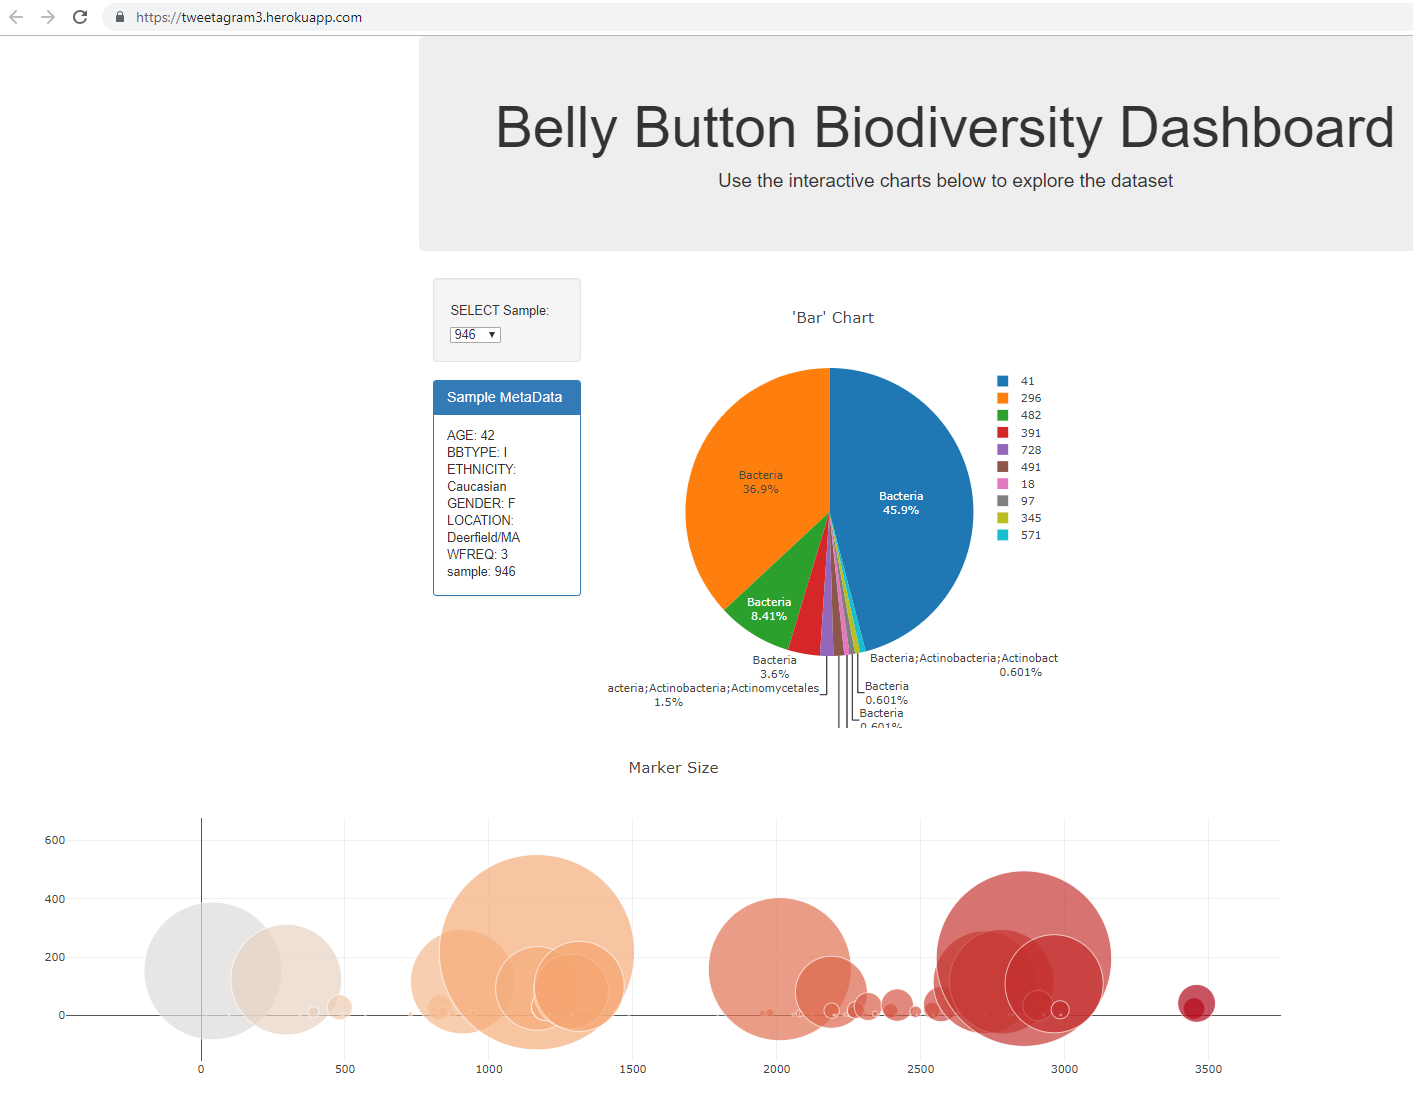 https://tweetagram3.herokuapp.com
Belly Button Biodiversity Dashboard
Use the interactive charts below to explore the dataset
SELECT Sample:
946
Sample MetaData
AGE: 42
BBTYPE: I
ETHNICITY:
Caucasian
GENDER: F
LOCATION:
Deerfield/MA
WFREQ: 3
sample: 946
'Bar' Chart
Bacteria
36.9%
Bacteria
45.9%
Bacteria
8.41%
Bacteria
3.6%
acteria;Actinobacteria;Actinomycetales
1.5%
Bacteria;Actinobacteria;Actinobact
0.601%
Bacteria
0.601%
Bacteria
0.601%
41
296
482
391
728
491
18
97
345
571
Marker Size
600
400
200
0
0
500
1000
1500
2000
2500
3000
3500